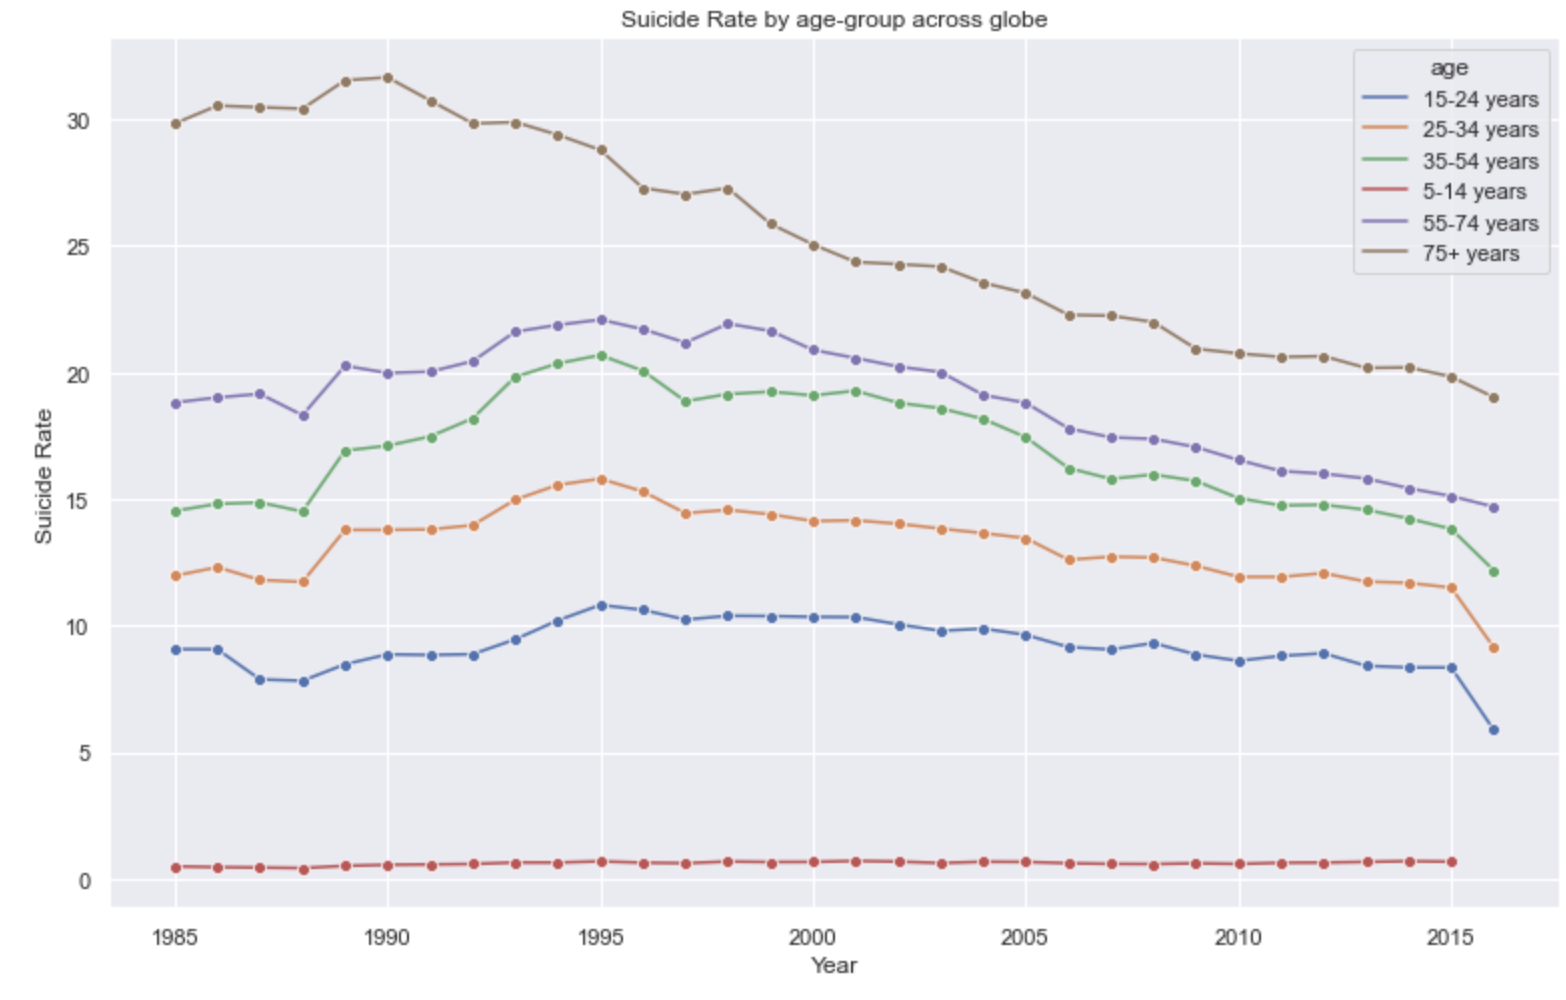 Suicide Rate by age-group across globe
age
15-24 years
25-34 years
35-54 years
5-14 years
55-74 years
75+ years
30
25
20
15
10
5
0
Suicide Rate
1985 1990 1995 2000 2005 2010 2015
Year